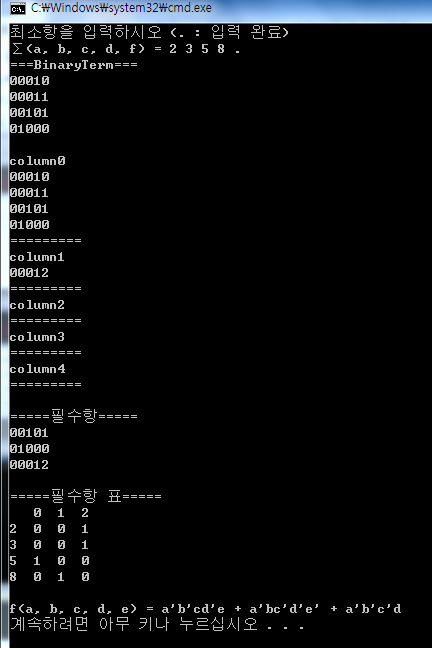 C:\Windows\system32\cmd.exe
최소항을 입력하시오 (. : 입력 완료)
∑(a, b, c, d, f) = 2 3 5 8 .
===BinaryTerm===
00010
00011
00101
01000
column0
00010
00011
00101
01000
=========
column1
00012
=========
column2
=========
column3
=========
column4
=========
=====필수항=====
00101
01000
00012
=====필수항 표=====
0 1 2
2 0 0 1
3 0 0 1
5 1 0 0
8 0 1 0
f(a, b, c, d, e) = a'b'cd'e + a'bc'd'e' + a'b'c'd
계속하려면 아무 키나 누르십시오 . . .